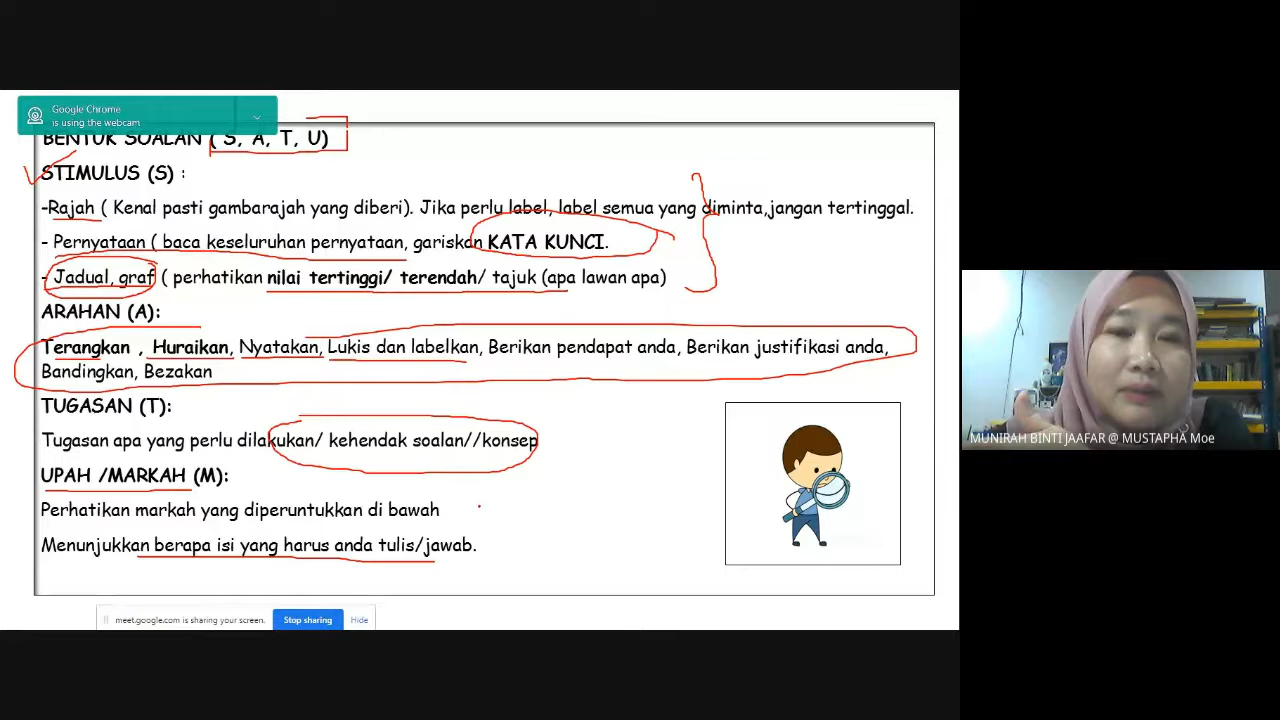 Google Chrome
is using the webcam
BENTUK SOALAN ( S, A, T, U)
STIMULUS (S) :
-Rajah ( Kenal pasti gambarajah yang diberi). Jika perlu label, label semua yang diminta,jangan tertinggal.
- Pernyataan ( baca keseluruhan pernyataan, gariskan KATA KUNCI.
- Jadual, graf ( perhatikan nilai tertinggi/ terendah/ tajuk (apa lawan apa)
ARAHAN (A):
Terangkan , Huraikan, Nyatakan, Lukis dan labelkan, Berikan pendapat anda, Berikan justifikasi anda,
Bandingkan, Bezakan
TUGASAN (T):
Tugasan apa yang perlu dilakukan/ kehendak soalan//konsep
UPAH /MARKAH (M):
Perhatikan markah yang diperuntukkan di bawah
Menunjukkan berapa isi yang harus anda tulis/jawab.
meet.google.com is sharing your screen. Stop sharing Hide
MUNIRAH BINTI JAAFAR @ MUSTAPHA Moe